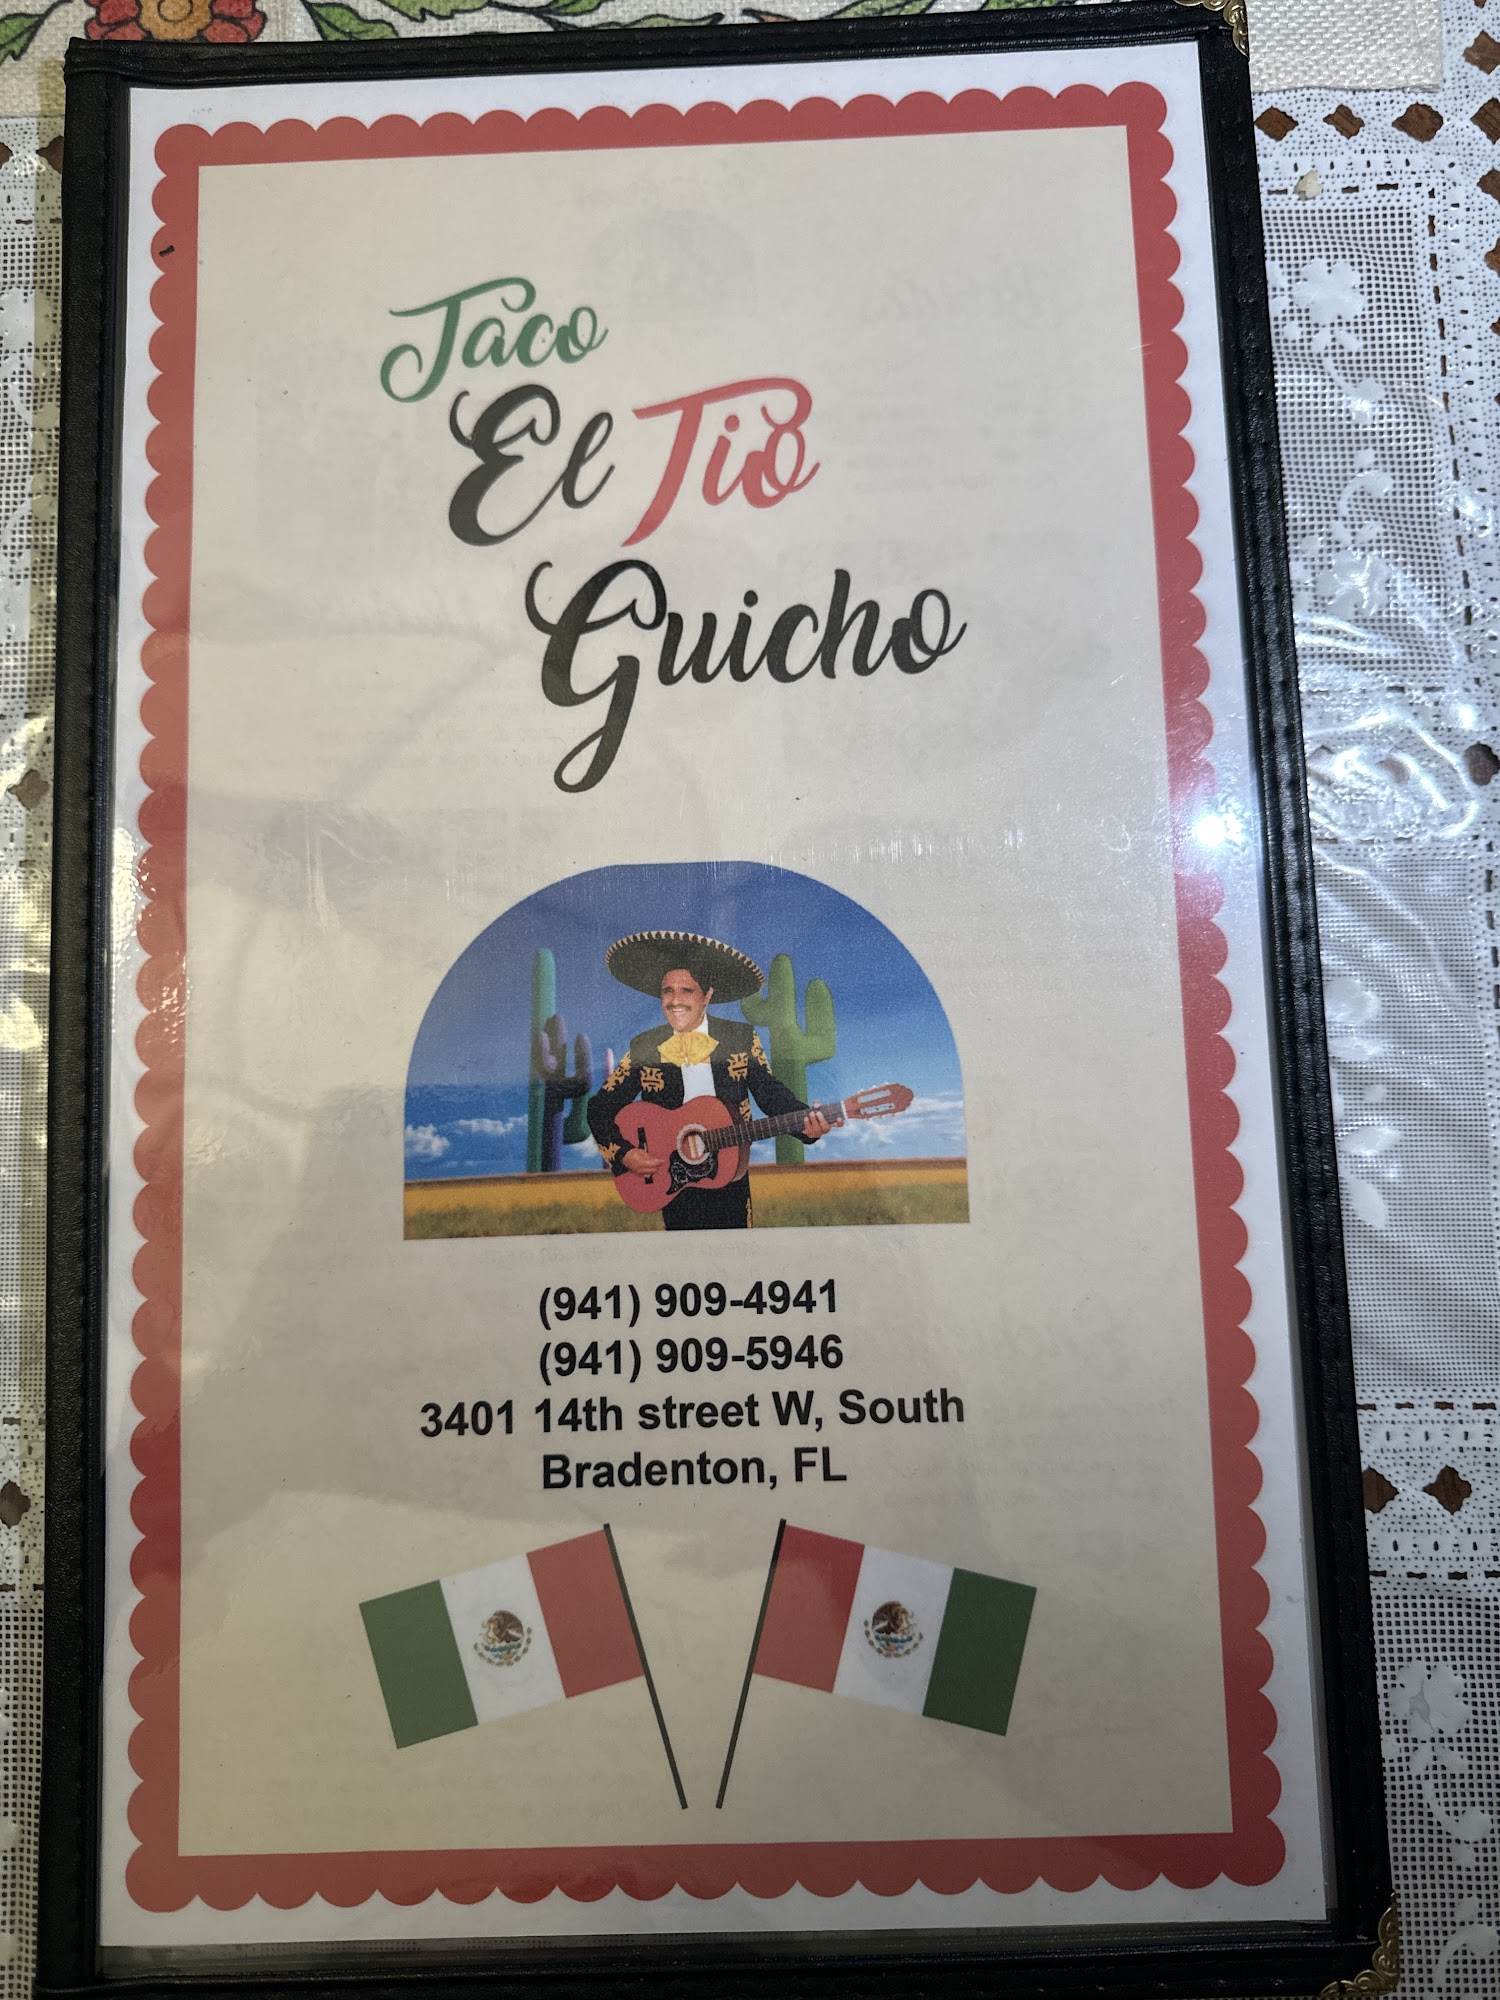 Taco
El Tio
Guicho
(941) 909-4941
(941) 909-5946
3401 14th street W, South
Bradenton, FL